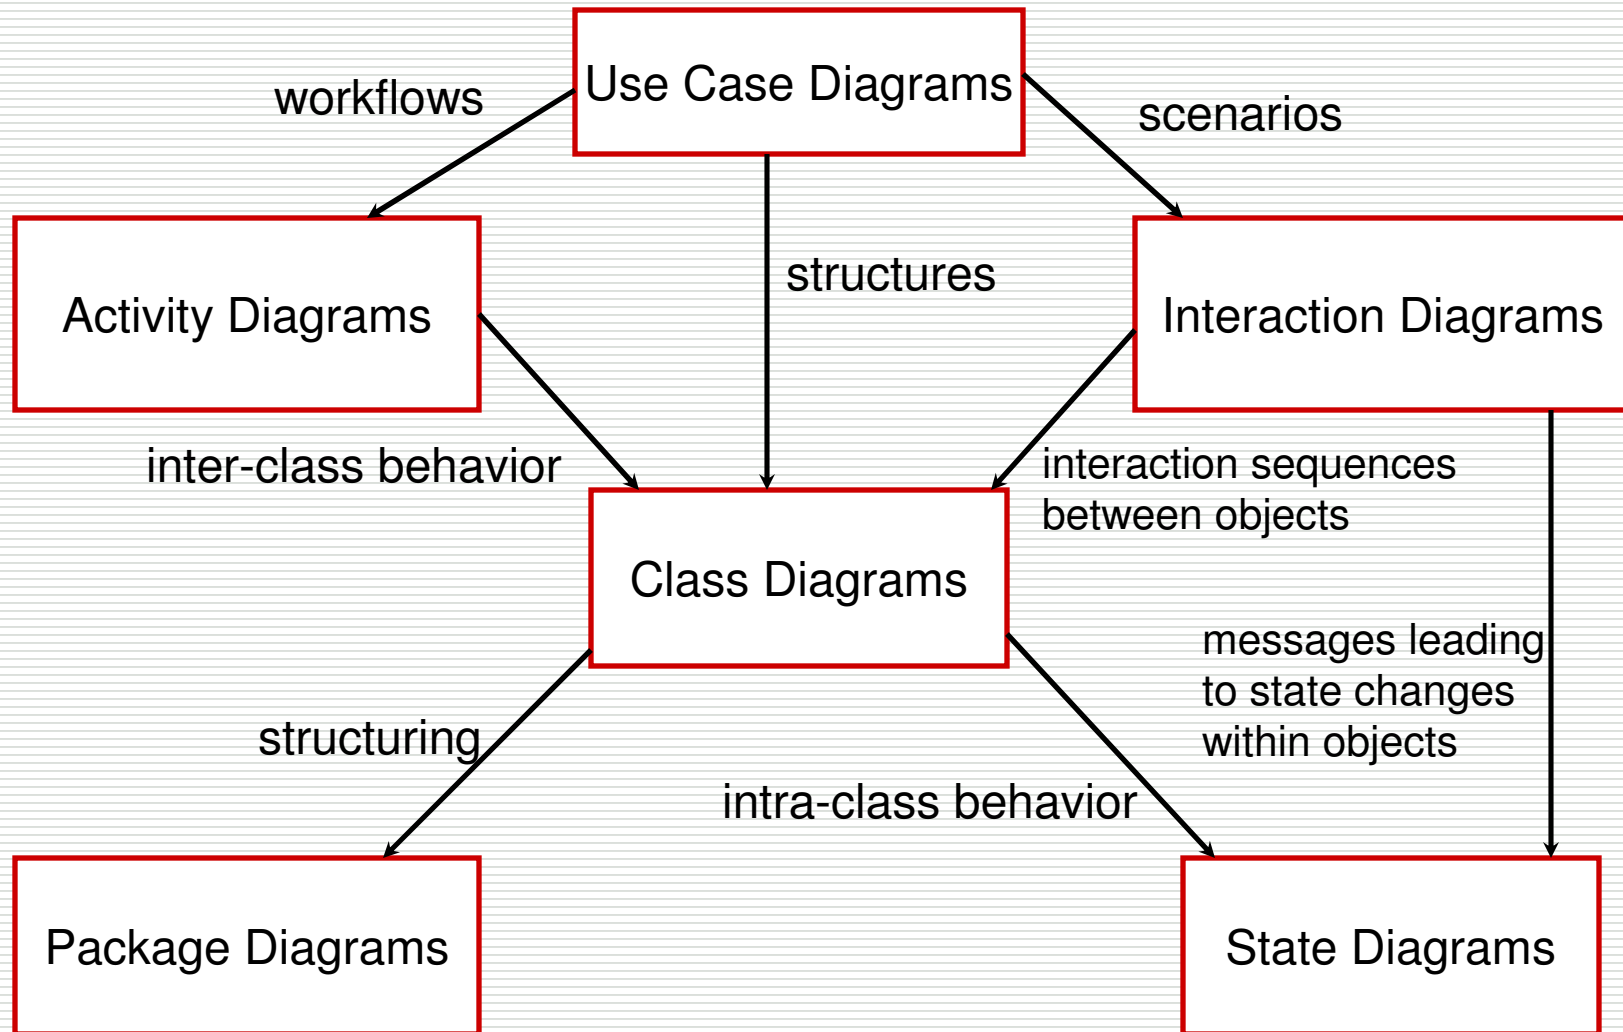 Use Case Diagrams
workflows
scenarios
Activity Diagrams
structures
Interaction Diagrams
inter-class behavior
interaction sequences
between objects
Class Diagrams
messages leading
to state changes
within objects
structuring
intra-class behavior
Package Diagrams
State Diagrams